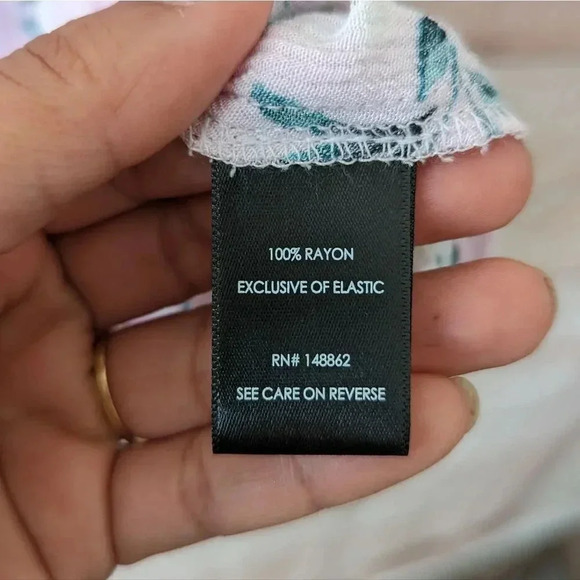 100% RAYON
EXCLUSIVE OF ELASTIC
RN# 148862
SEE CARE ON REVERSE